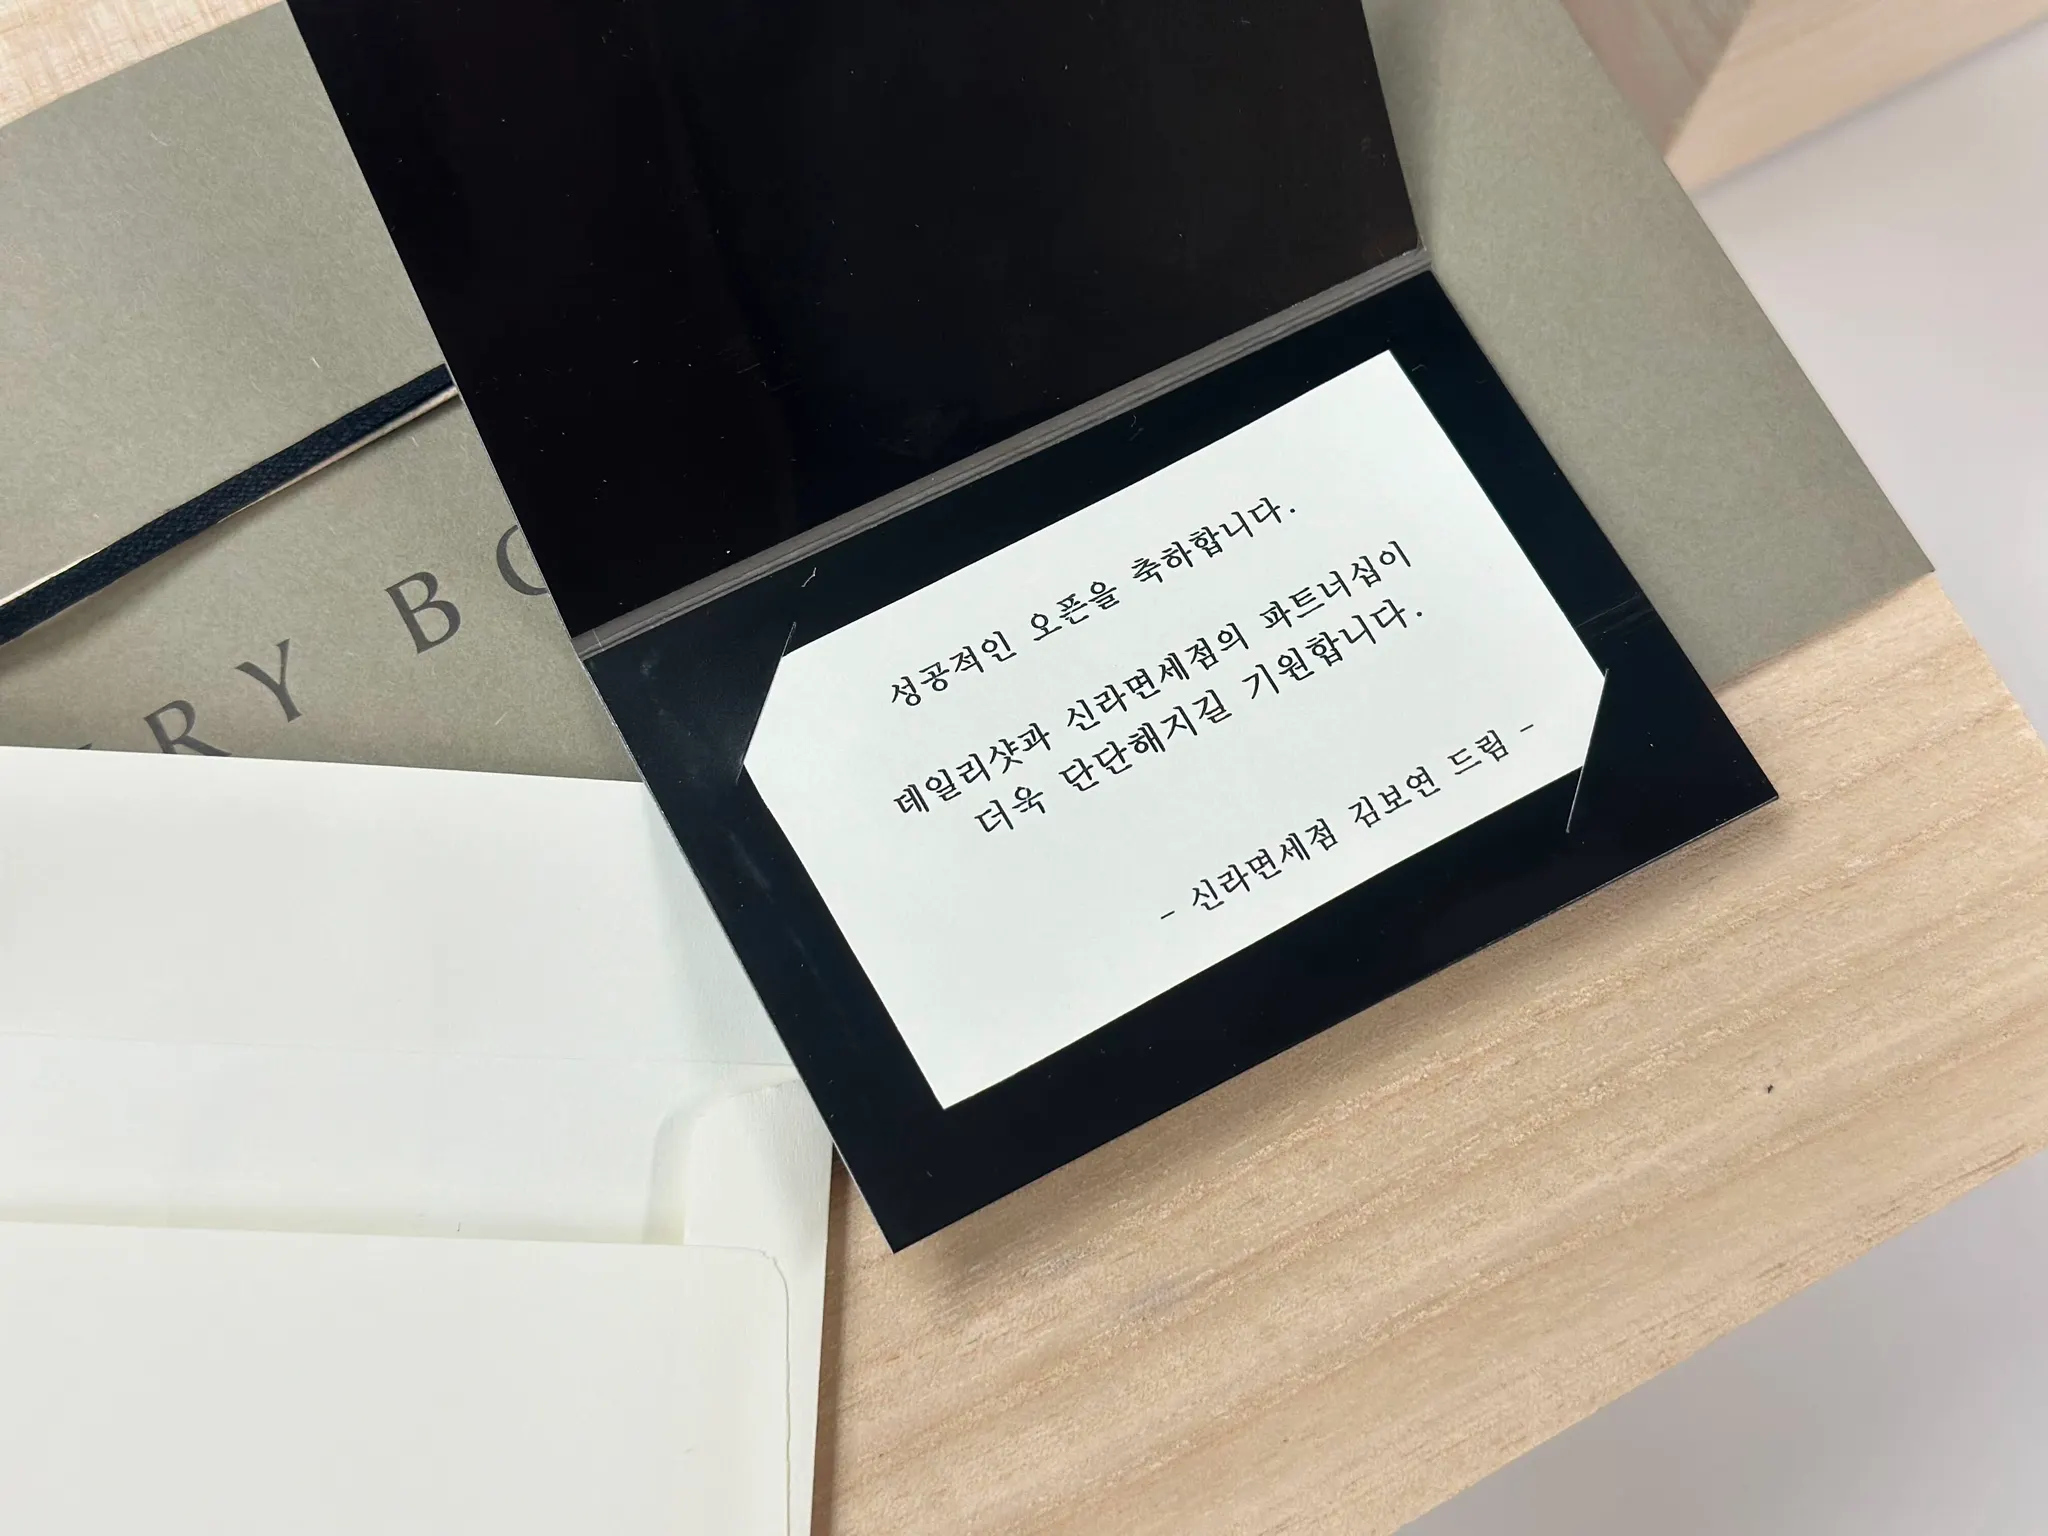 성공적인 오픈을 축하합니다.
데일리샷과 신라면세점의 파트너십이
더욱 단단해지길 기원합니다.
- 신라면세점 김보연 드림 -
RY BO